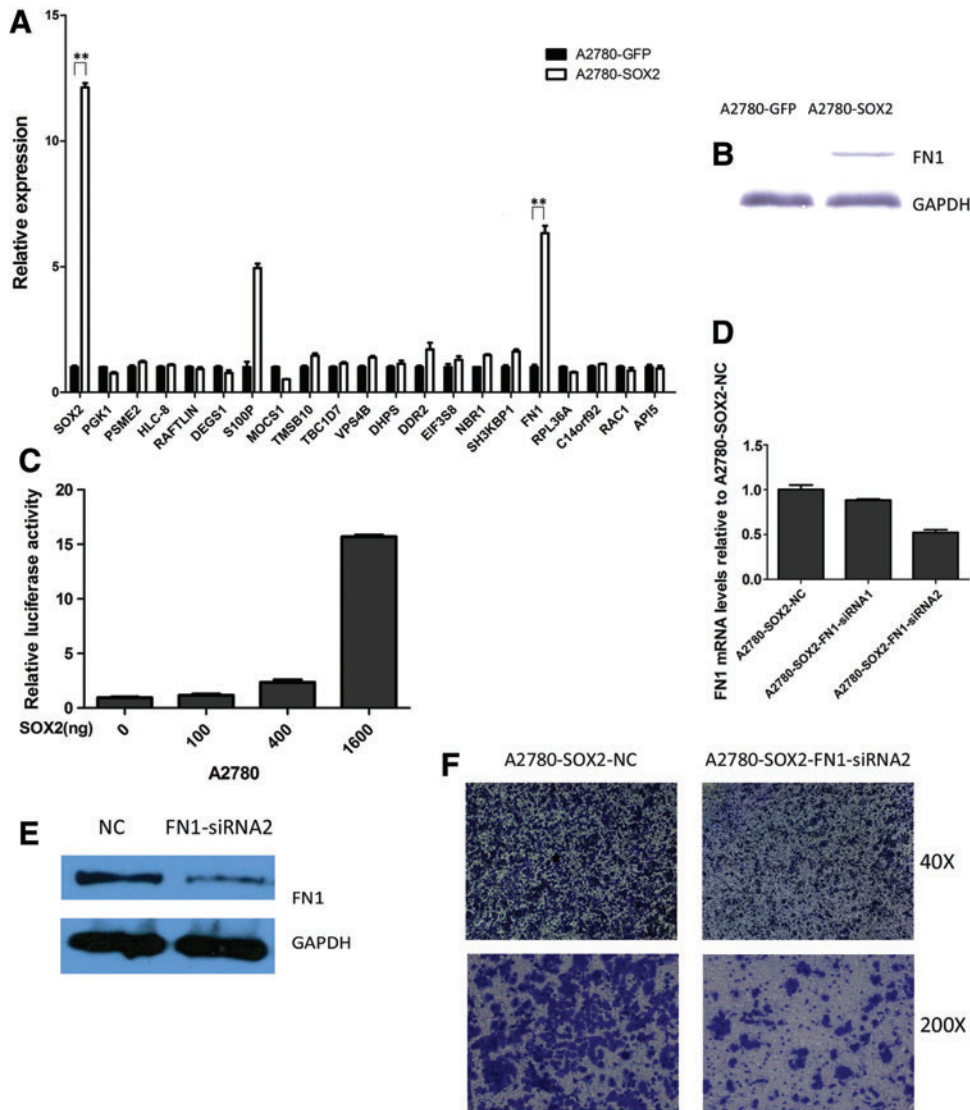 A
15
10
5
0
Relative expression
**
**
A2780-GFP
A2780-SOX2
SOX2
PGK1
PSME2
HLC-8
RAFTLIN
DEGS1
S100P
MOCS1
TMSB10
TBC1D7
VPS4B
DHPS
DDR2
EIF3S8
NBR1
SH3KBP1
FN1
RPL36A
C14orf92
RAC1
API5
B
A2780-GFP A2780-SOX2
FN1
GAPDH
C
20
15
10
5
0
Relative luciferase activity
SOX2(ng)
0
100
400
1600
A2780
D
FN1 mRNA levels relative to A2780-SOX2-NC
1.5
1.0
0.5
0.0
A2780-SOX2-NC
A2780-SOX2-FN1-siRNA1
A2780-SOX2-FN1-siRNA2
E
NC FN1-siRNA2
FN1
GAPDH
F
A2780-SOX2-NC A2780-SOX2-FN1-siRNA2
40X
200X